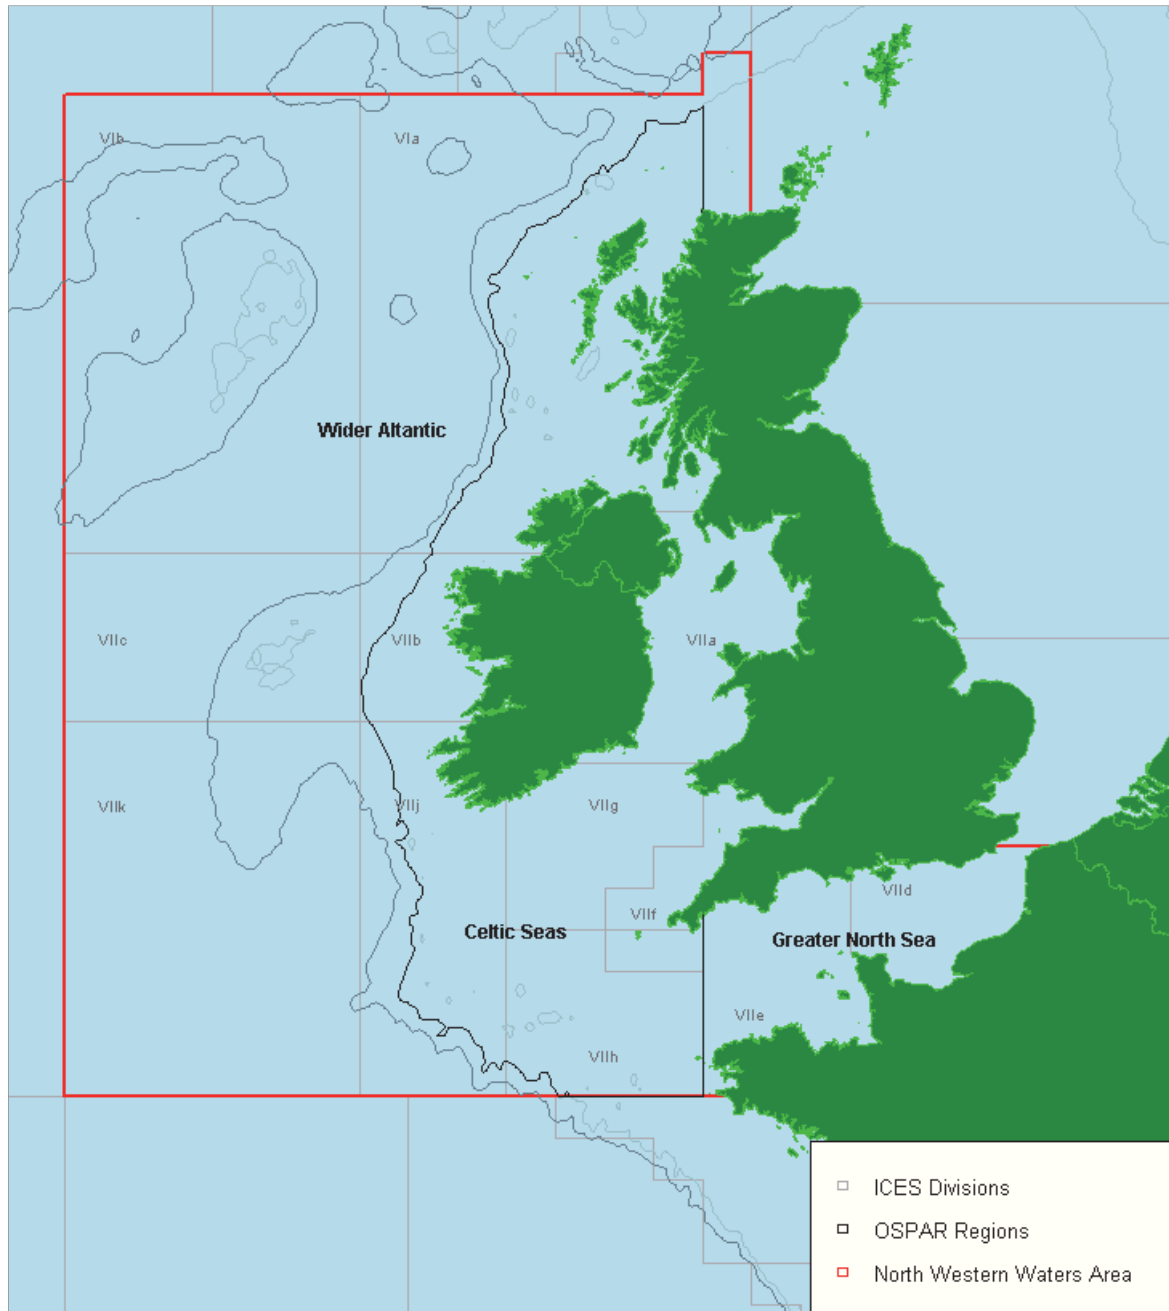 VIb
VIa
Wider Altantic
VIIc
VIIb
VIIa
VIIk
VIIj
VIIg
VIId
VIIf
Celtic Seas
Greater North Sea
VIIe
VIIh
ICES Divisions
OSPAR Regions
North Western Waters Area